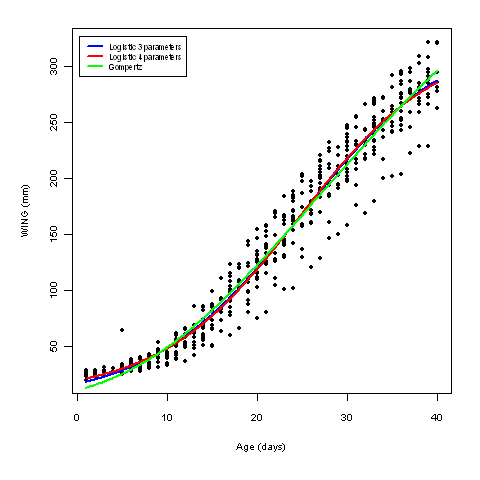 Logistic 3 parameters
Logistic 4 parameters
Gompertz
300
250
200
150
100
50
WING (mm)
0 10 20 30 40
Age (days)